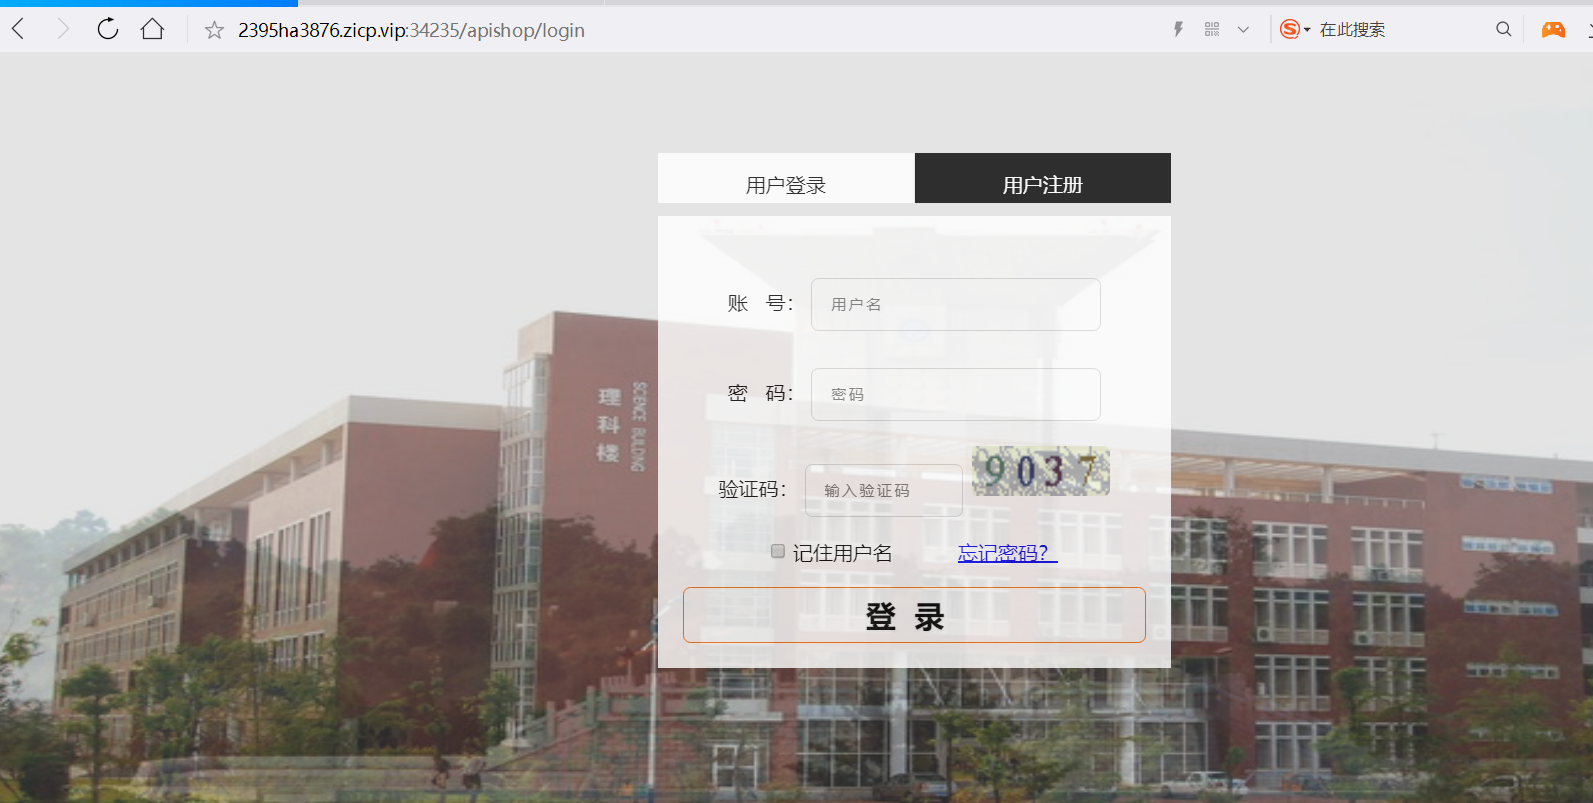 2395ha3876.zicp.vip:34235/apishop/login
在此搜索
用户登录
用户注册
账 号：
用户名
密 码：
密码
验证码：
输入验证码
9037
记住用户名
忘记密码？
登 录
理科楼
SCIENCE BUILDING